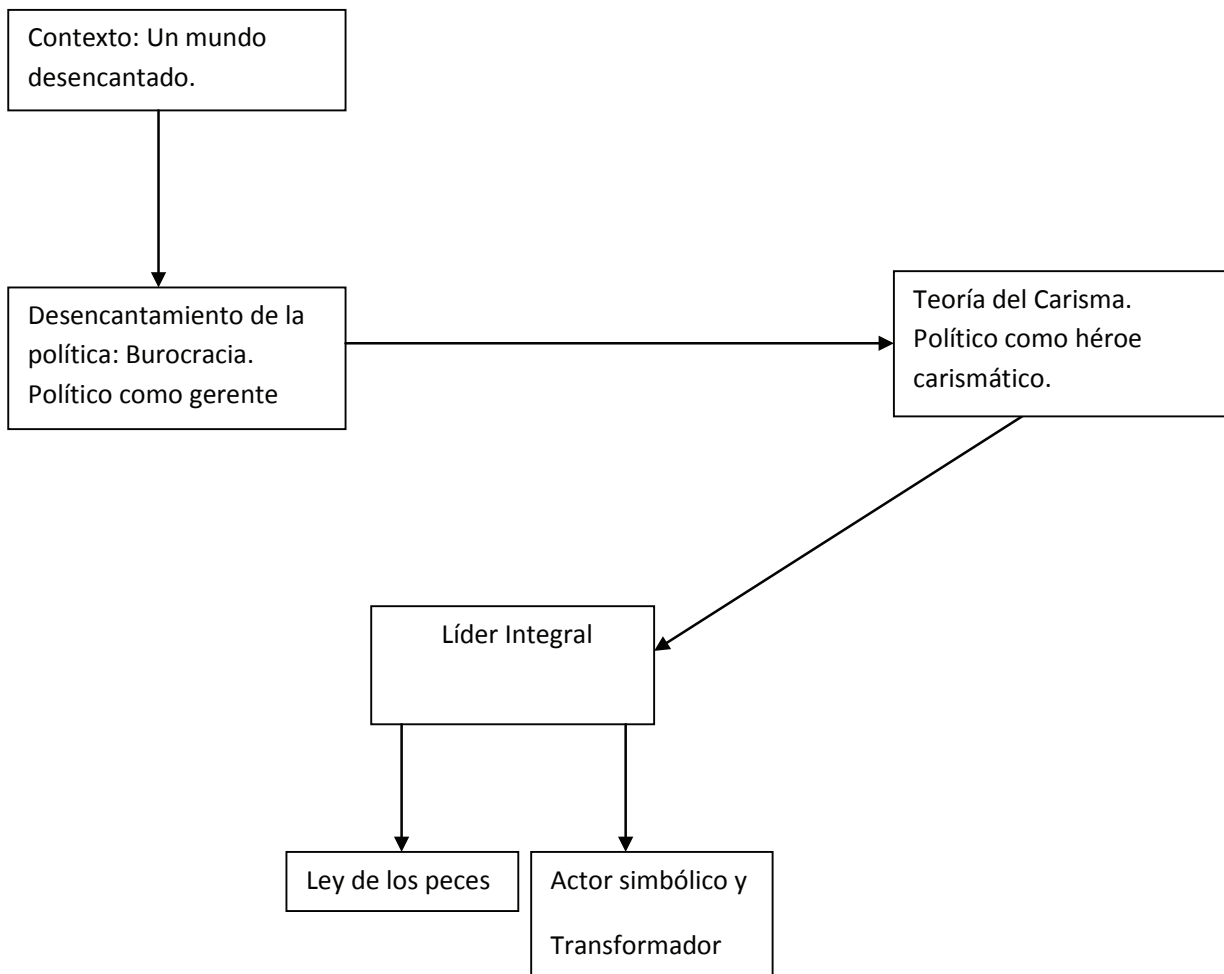 Contexto: Un mundo
desencantado.
Desencantamiento de la
política: Burocracia.
Político como gerente
Teoría del Carisma.
Político como héroe
carismático.
Líder Integral
Ley de los peces
Actor simbólico y
Transformador